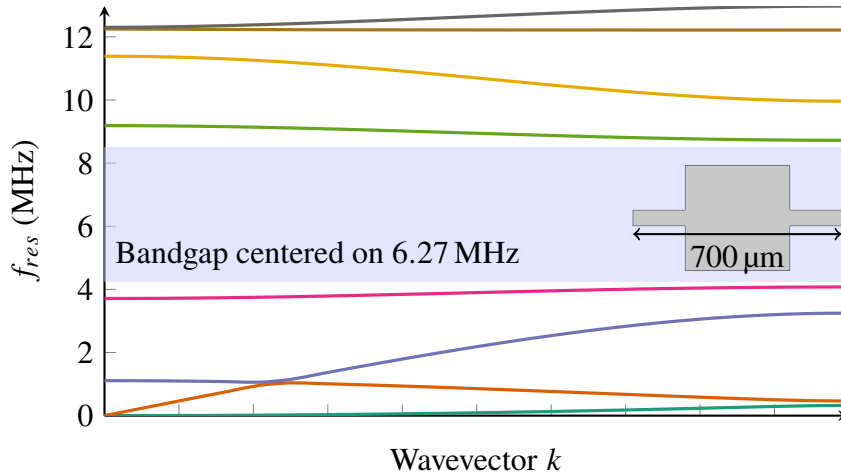 12
10
8
6
4
2
0
f_res (MHz)
Bandgap centered on 6.27 MHz
700 µm
Wavevector k